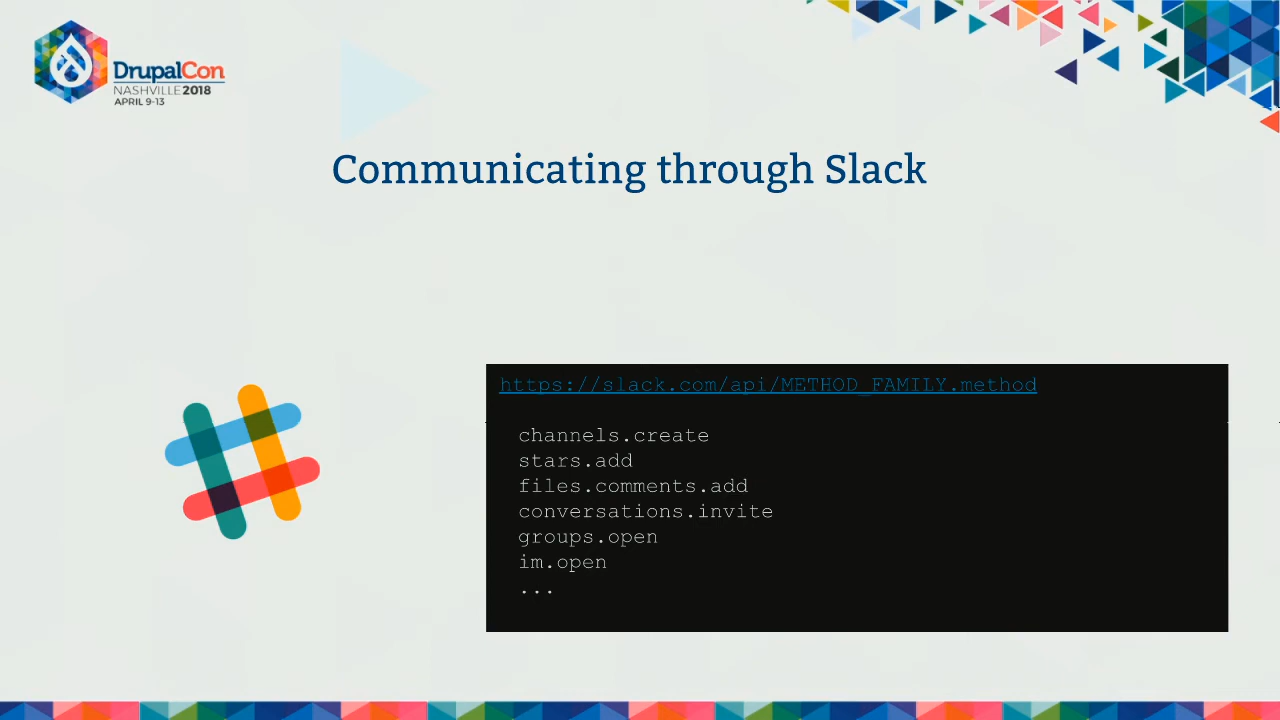 DrupalCon
NASHVILLE 2018
APRIL 9-13
Communicating through Slack
https://slack.com/api/METHOD_FAMILY.method
channels.create
stars.add
files.comments.add
conversations.invite
groups.open
im.open
...